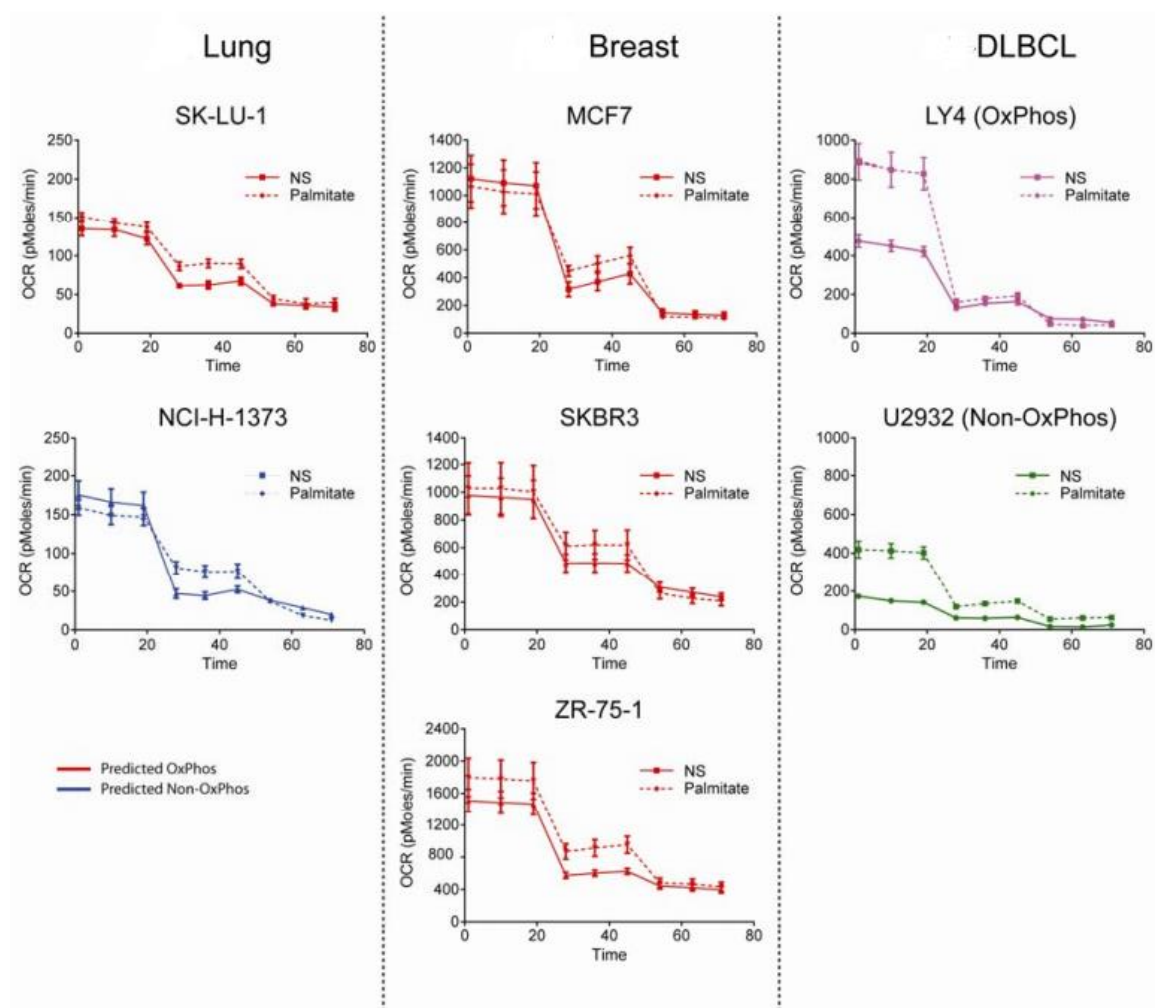 Lung
Breast
DLBCL
SK-LU-1
250
200
150
100
50
0
OCR (pMoles/min)
NS
Palmitate
0 20 40 60 80
Time
MCF7
1400
1200
1000
800
600
400
200
0
OCR (pMoles/min)
NS
Palmitate
0 20 40 60 80
Time
LY4 (OxPhos)
1000
800
600
400
200
0
OCR (pMoles/min)
NS
Palmitate
0 20 40 60 80
Time
NCI-H-1373
250
200
150
100
50
0
OCR (pMoles/min)
NS
Palmitate
0 20 40 60 80
Time
SKBR3
1400
1200
1000
800
600
400
200
0
OCR (pMoles/min)
NS
Palmitate
0 20 40 60 80
Time
U2932 (Non-OxPhos)
1000
800
600
400
200
0
OCR (pMoles/min)
NS
Palmitate
0 20 40 60 80
Time
ZR-75-1
2400
2000
1600
1200
800
400
0
OCR (pMoles/min)
NS
Palmitate
0 20 40 60 80
Time
Predicted OxPhos
Predicted Non-OxPhos